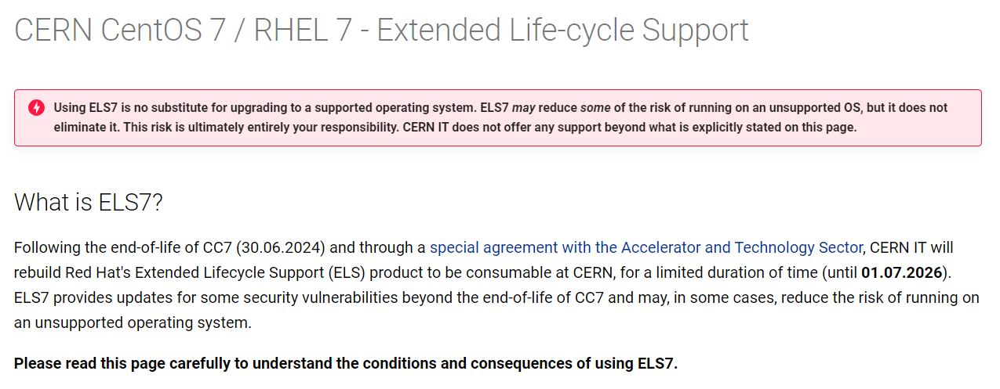 CERN CentOS 7 / RHEL 7 - Extended Life-cycle Support
Using ELS7 is no substitute for upgrading to a supported operating system. ELS7 may reduce some of the risk of running on an unsupported OS, but it does not
eliminate it. This risk is ultimately entirely your responsibility. CERN IT does not offer any support beyond what is explicitly stated on this page.
What is ELS7?
Following the end-of-life of CC7 (30.06.2024) and through a special agreement with the Accelerator and Technology Sector, CERN IT will
rebuild Red Hat's Extended Lifecycle Support (ELS) product to be consumable at CERN, for a limited duration of time (until 01.07.2026).
ELS7 provides updates for some security vulnerabilities beyond the end-of-life of CC7 and may, in some cases, reduce the risk of running on
an unsupported operating system.
Please read this page carefully to understand the conditions and consequences of using ELS7.